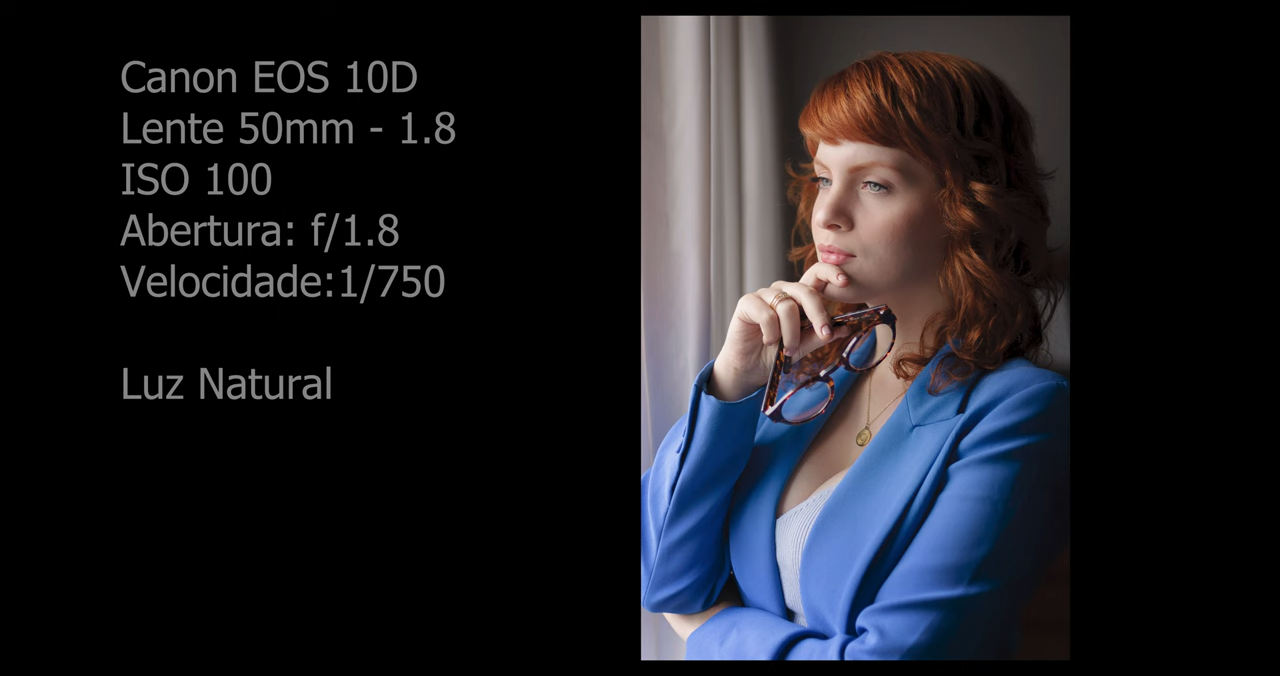 Canon EOS 10D
Lente 50mm - 1.8
ISO 100
Abertura: f/1.8
Velocidade:1/750
Luz Natural